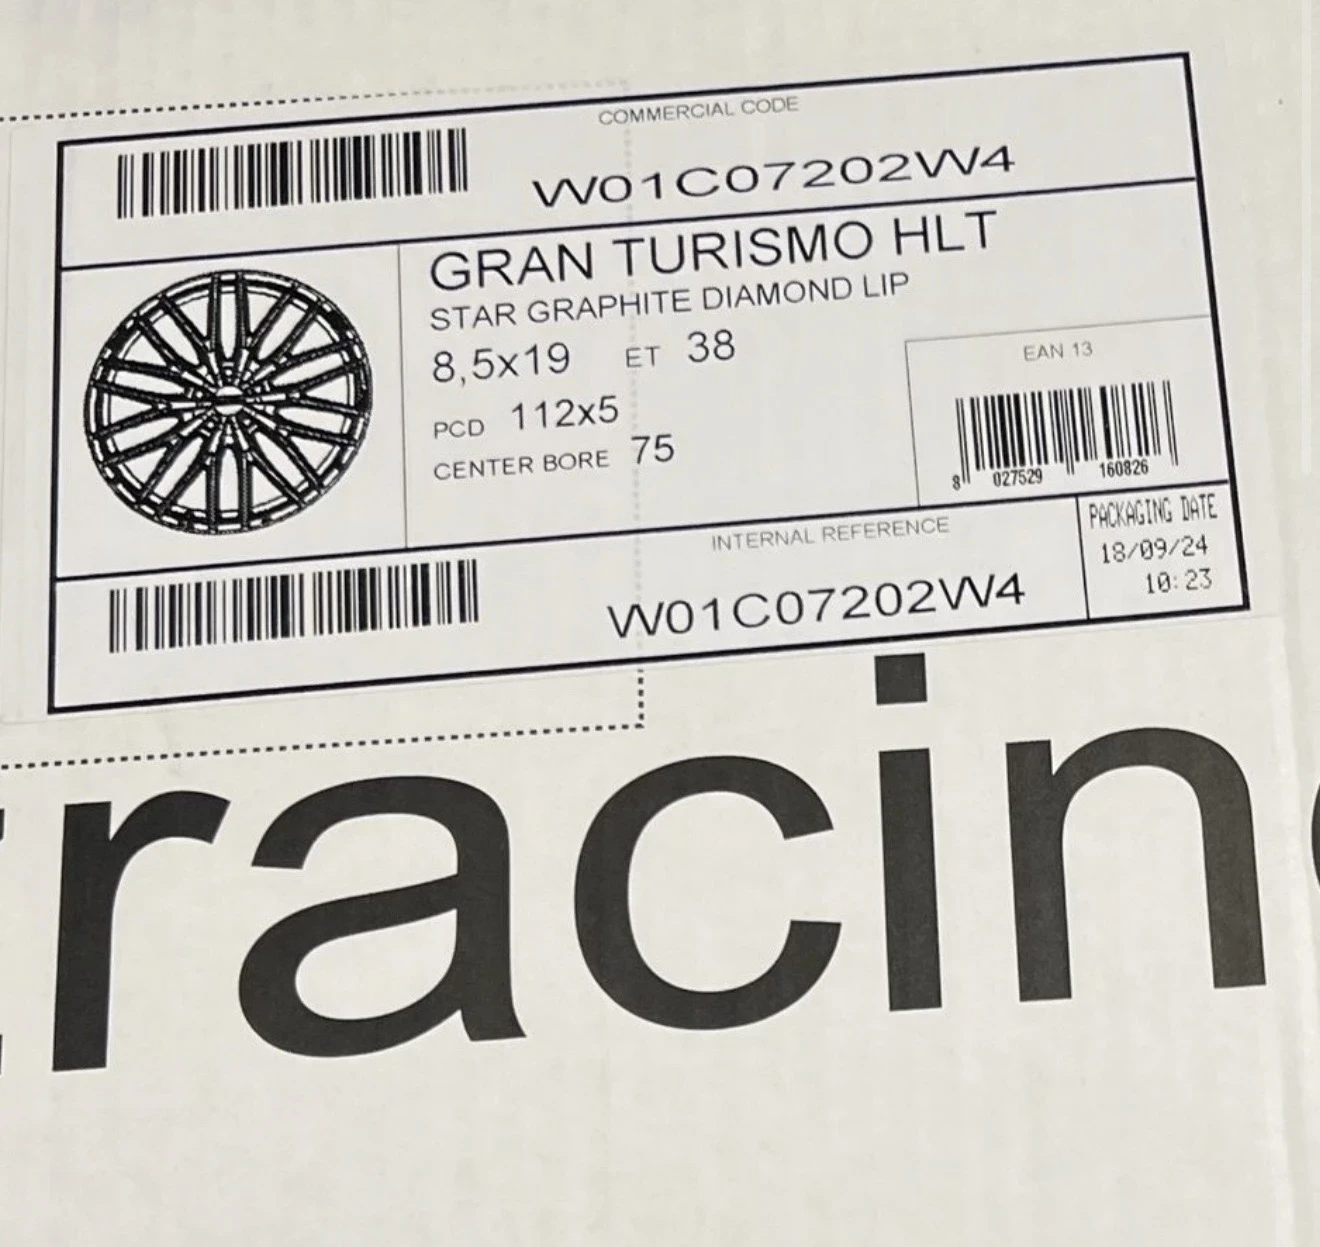 COMMERCIAL CODE
W01C07202W4
GRAN TURISMO HLT
STAR GRAPHITE DIAMOND LIP
8,5x19 ET 38
PCD 112x5
CENTER BORE 75
EAN 13
8 027529 160826
INTERNAL REFERENCE
W01C07202W4
PACKAGING DATE
18/09/24
10:23
racin